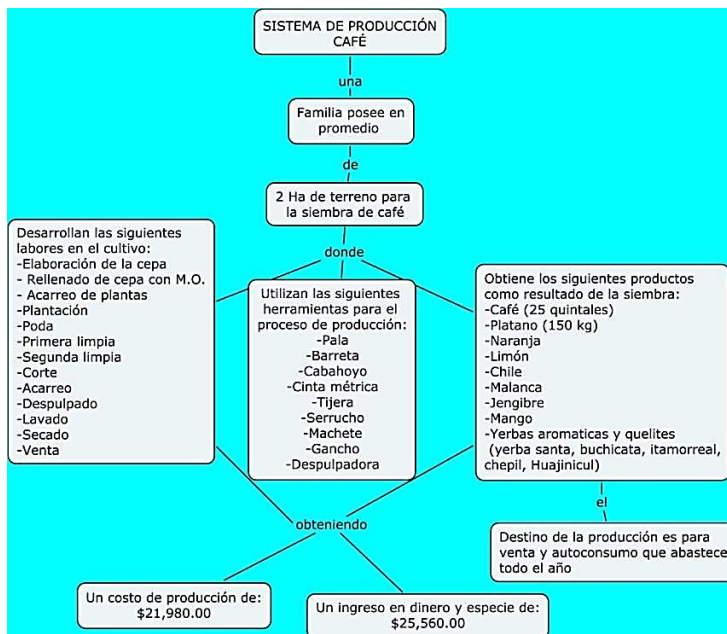 SISTEMA DE PRODUCCIÓN
CAFÉ
una
Familia posee en
promedio
de
2 Ha de terreno para
la siembra de café
donde
Desarrollan las siguientes
labores en el cultivo:
-Elaboración de la cepa
- Rellenado de cepa con M.O.
- Acarreo de plantas
-Plantación
-Poda
-Primera limpia
-Segunda limpia
-Corte
-Acarreo
-Despulpado
-Lavado
-Secado
-Venta
Utilizan las siguientes
herramientas para el
proceso de producción:
-Pala
-Barreta
-Cabahoyo
-Cinta métrica
-Tijera
-Serrucho
-Machete
-Gancho
-Despulpadora
Obtiene los siguientes productos
como resultado de la siembra:
-Café (25 quintales)
-Platano (150 kg)
-Naranja
-Limón
-Chile
-Malanca
-Jengibre
-Mango
-Yerbas aromaticas y quelites
(yerba santa, buchicata, itamorreal,
chepil, Huajinicul)
el
Destino de la producción es para
venta y autoconsumo que abastece
todo el año
obteniendo
Un costo de producción de:
$21,980.00
Un ingreso en dinero y especie de:
$25,560.00